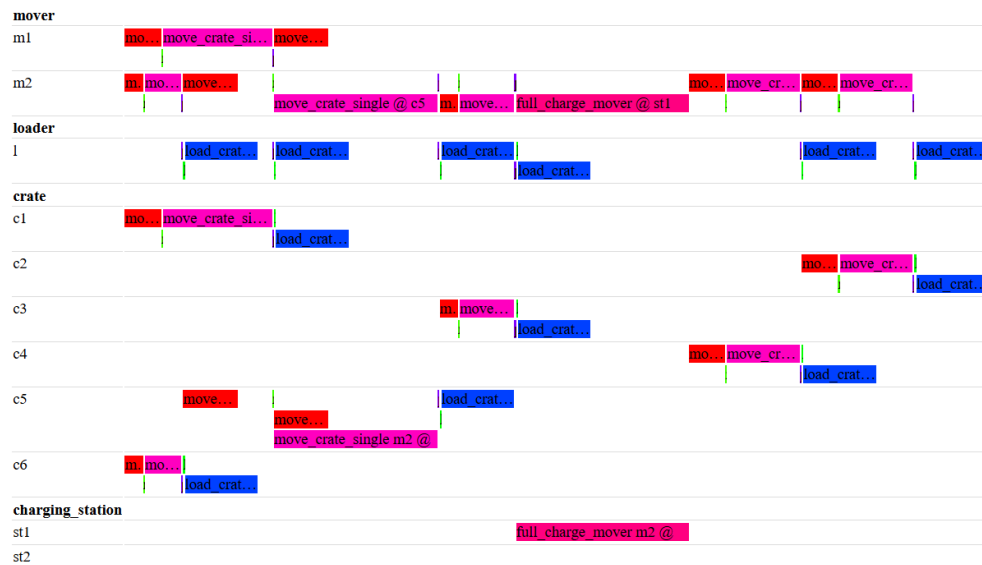 mover
m1 mo… move_crate_si… move…
m2 m. mo… move… mo… move_cr… mo… move_cr…
move_crate_single @ c5 m. move… full_charge_mover @ st1
loader
l load_crat… load_crat… load_crat… load_crat… load_crat…
load_crat…
crate
c1 mo… move_crate_si…
load_crat…
c2 mo… move_cr…
load_crat…
c3 m. move…
load_crat…
c4 mo… move_cr…
load_crat…
c5 move… load_crat…
move…
move_crate_single m2 @
c6 m. mo…
load_crat…
charging_station
st1 full_charge_mover m2 @
st2